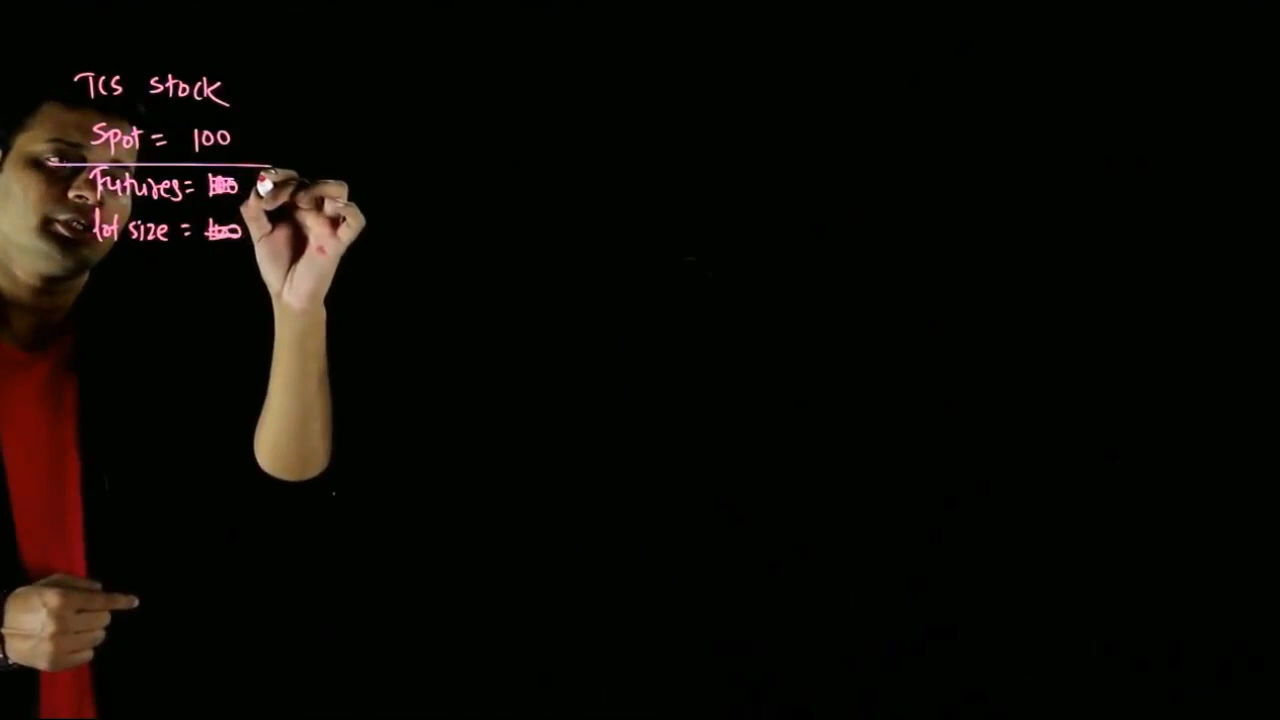 TCS stock
Spot = 100
Futures =
lot size =